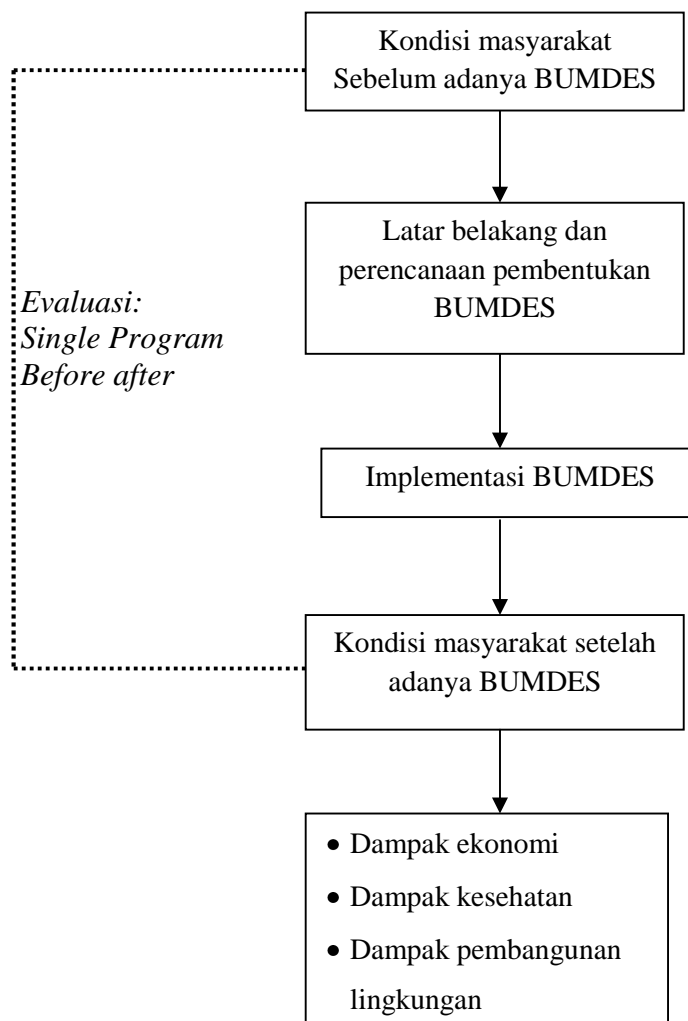 Kondisi masyarakat
Sebelum adanya BUMDES
Latar belakang dan
perencanaan pembentukan
BUMDES
Evaluasi:
Single Program
Before after
Implementasi BUMDES
Kondisi masyarakat setelah
adanya BUMDES
• Dampak ekonomi
• Dampak kesehatan
• Dampak pembangunan
lingkungan